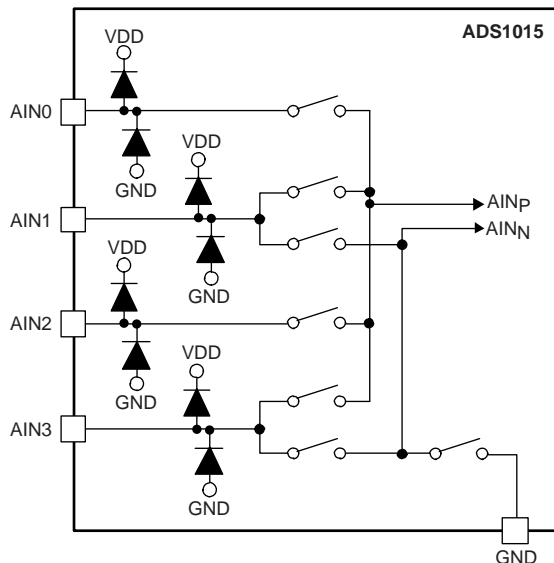 ADS1015
VDD
AIN0
GND
VDD
AIN1
GND
AINP
AINN
VDD
AIN2
GND
VDD
AIN3
GND
GND